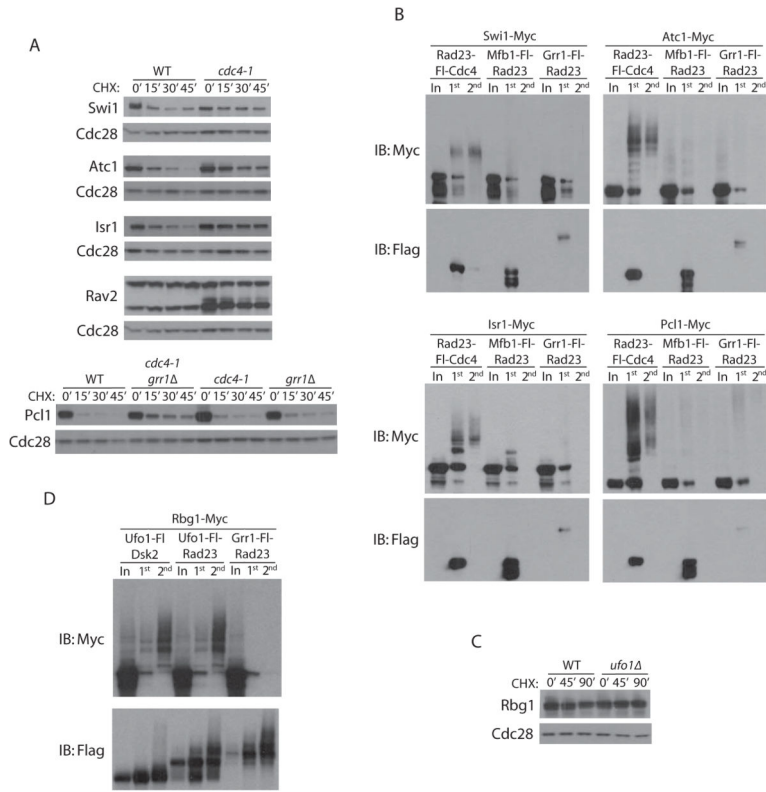 A
WT cdc4-1
CHX: 0' 15' 30' 45' 0' 15' 30' 45'
Swi1
Cdc28
Atc1
Cdc28
Isr1
Cdc28
Rav2
Cdc28
WT cdc4-1 grr1Δ cdc4-1 grr1Δ
CHX: 0' 15' 30' 45' 0' 15' 30' 45' 0' 15' 30' 45' 0' 15' 30' 45'
Pcl1
Cdc28
B
Swi1-Myc Atc1-Myc
Rad23- Mfb1-Fl- Grr1-Fl- Rad23- Mfb1-Fl- Grr1-Fl-
Fl-Cdc4 Rad23 Rad23 Fl-Cdc4 Rad23 Rad23
In 1st 2nd In 1st 2nd In 1st 2nd In 1st 2nd In 1st 2nd In 1st 2nd
IB: Myc
IB: Flag
Isr1-Myc Pcl1-Myc
Rad23- Mfb1-Fl- Grr1-Fl- Rad23- Mfb1-Fl- Grr1-Fl-
Fl-Cdc4 Rad23 Rad23 Fl-Cdc4 Rad23 Rad23
In 1st 2nd In 1st 2nd In 1st 2nd In 1st 2nd In 1st 2nd In 1st 2nd
IB: Myc
IB: Flag
D
Rbg1-Myc
Ufo1-Fl Ufo1-Fl- Grr1-Fl-
Dsk2 Rad23 Rad23
In 1st 2nd In 1st 2nd In 1st 2nd
IB: Myc
IB: Flag
C
WT ufo1Δ
CHX: 0' 45' 90' 0' 45' 90'
Rbg1
Cdc28